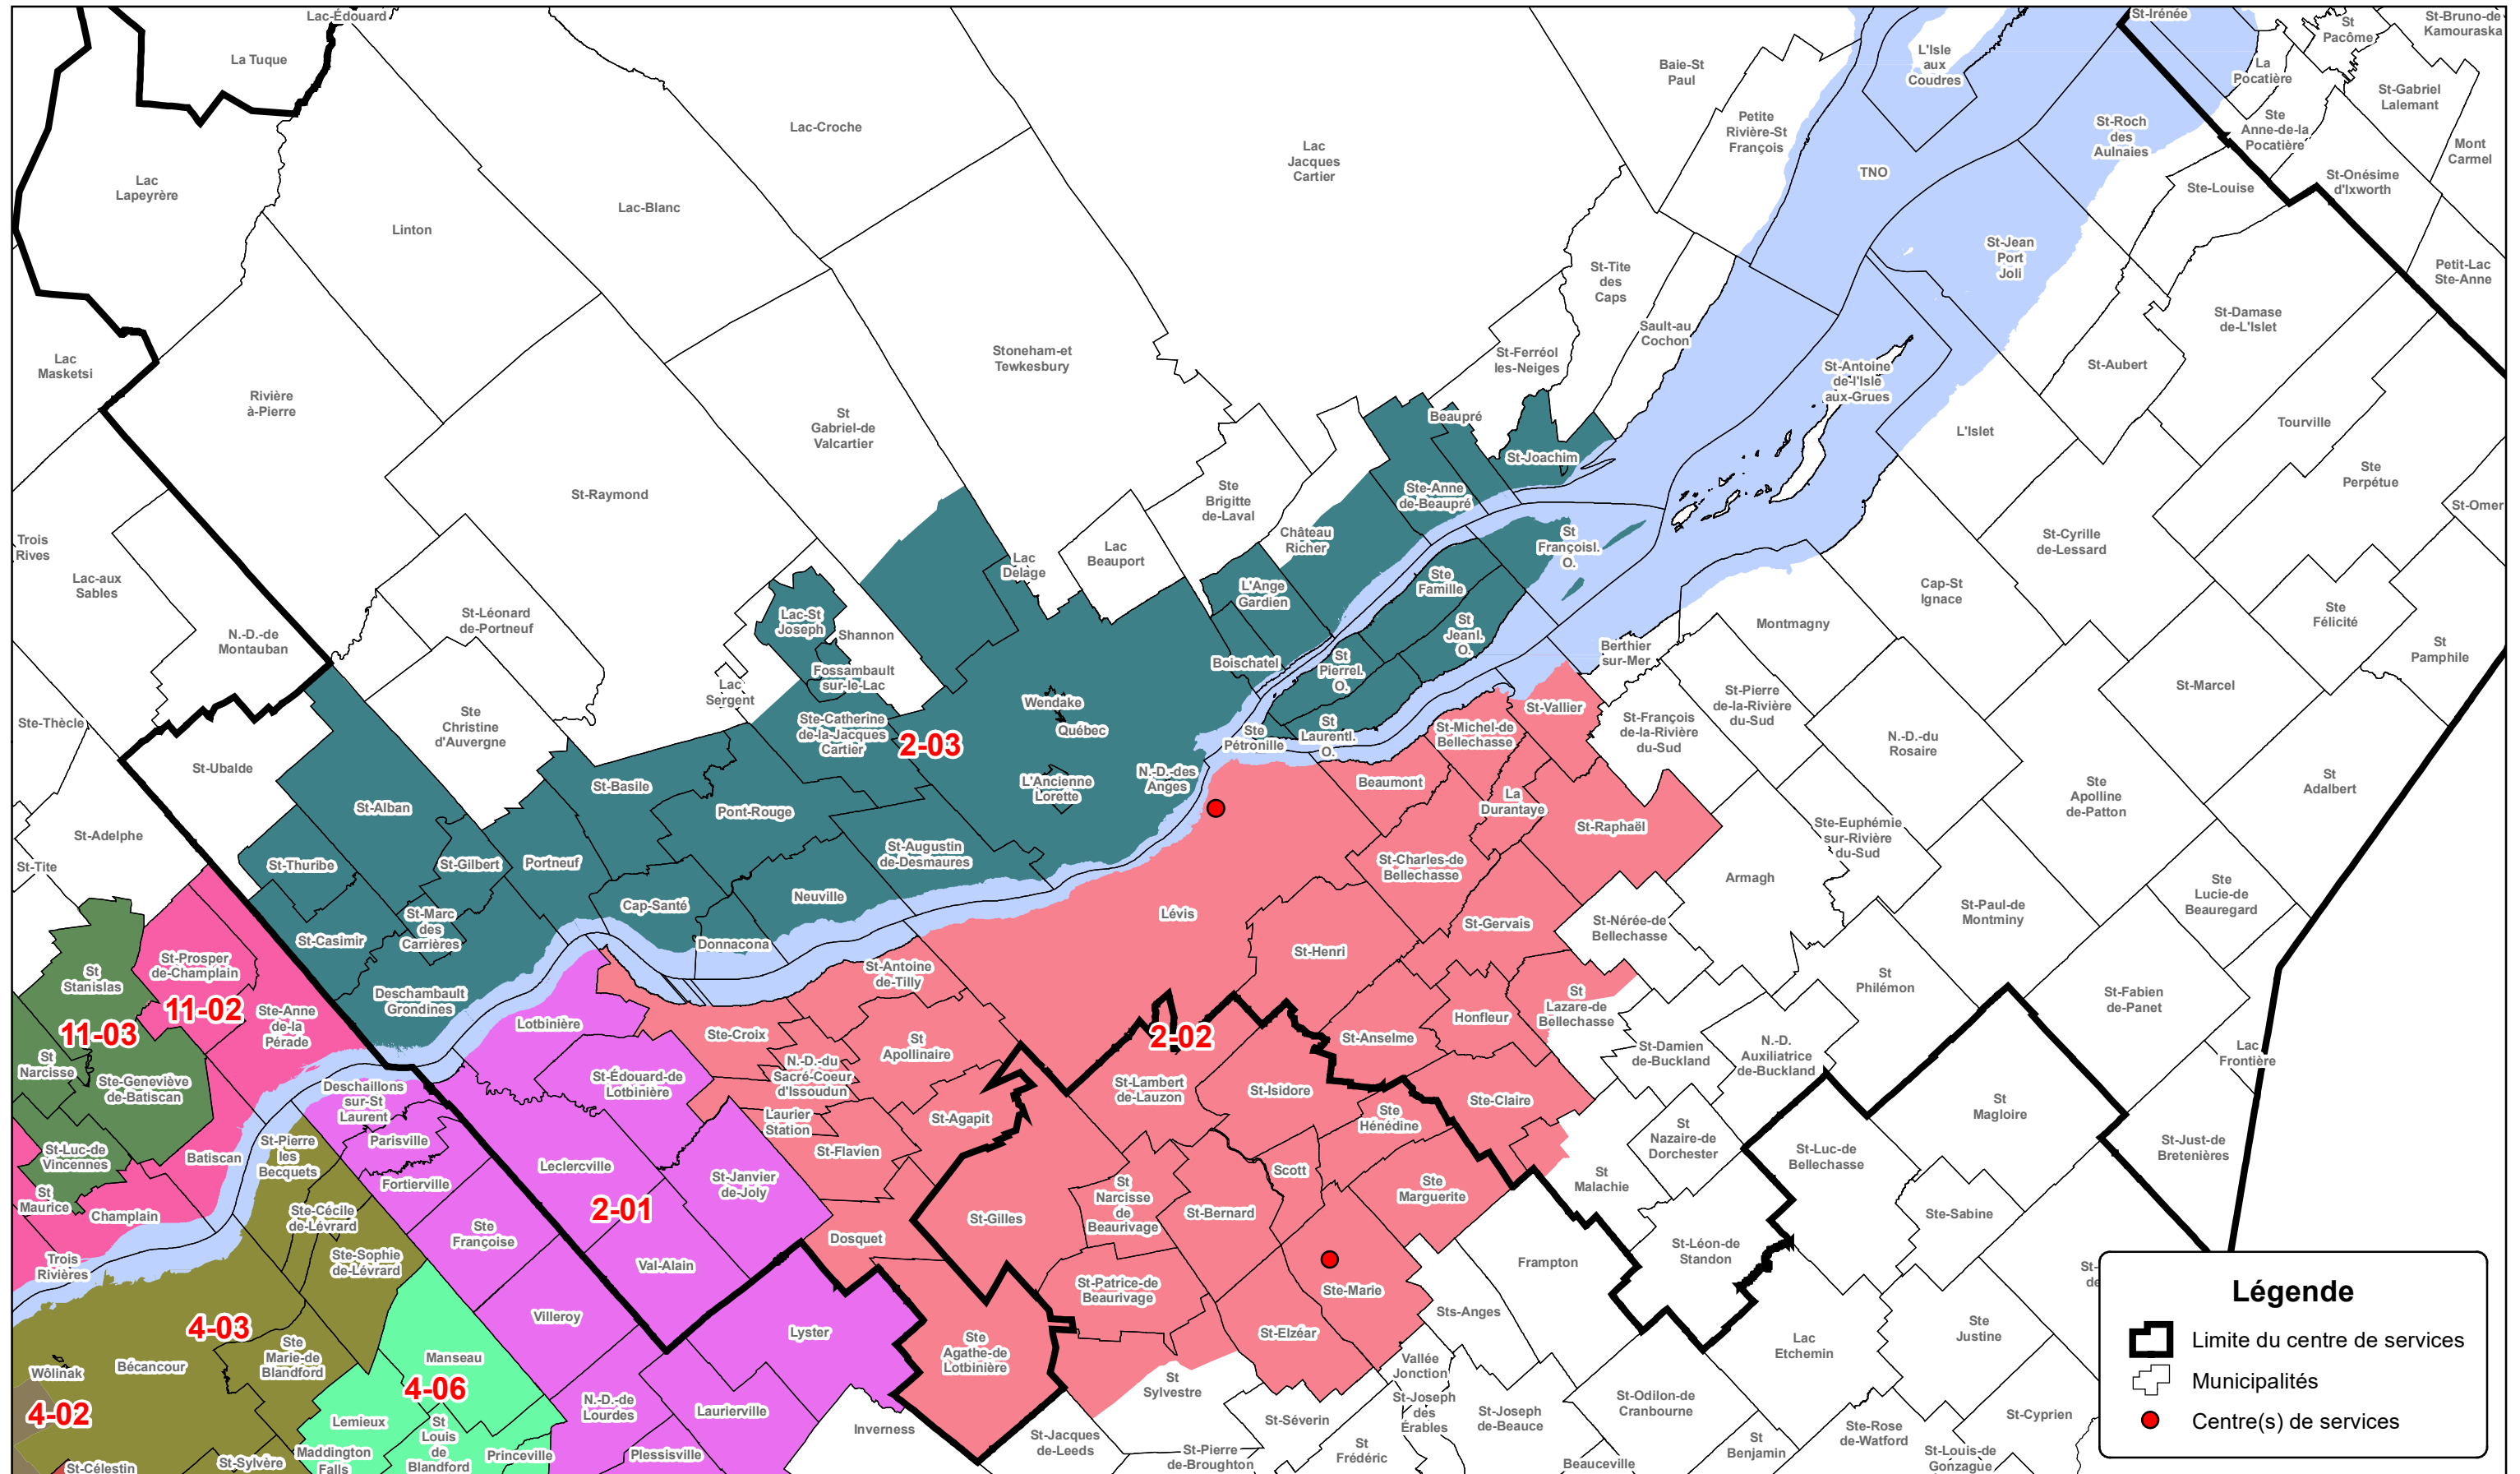 Lac-Édouard
St-Irénée
St
Pacôme
St-Bruno-de
Kamouraska
La Tuque
L'Isle
aux
Coudres
Baie-St
Paul
La
Pocatière
St-Gabriel
Lalemant
Lac-Croche
Petite
Rivière-St
François
St-Roch
des
Aulnaies
Ste
Anne-de-la
Pocatière
Mont
Carmel
Lac
Jacques
Cartier
TNO
Lac
Lapeyrère
Ste-Louise
St-Onésime
d'Ixworth
Lac-Blanc
Linton
St-Jean
Port
Joli
Petit-Lac
Ste-Anne
St-Tite
des
Caps
St-Damase
de-L'Islet
Sault-au
Cochon
Lac
Masketsi
Stoneham-et
Tewkesbury
St-Ferréol
les-Neiges
St-Antoine
de-l'Isle
aux-Grues
St-Aubert
Rivière
à-Pierre
St
Gabriel-de
Valcartier
Beaupré
Tourville
L'Islet
St-Joachim
Ste
Perpétue
St-Raymond
Ste-Anne
de-Beaupré
Ste
Brigitte
de-Laval
St-Omer
Trois
Rives
Château
Richer
St
Françoisl.
O.
St-Cyrille
de-Lessard
Lac
Beauport
Lac
Delage
Lac-aux
Sables
L'Ange
Gardien
Ste
Famille
Cap-St
Ignace
Ste
Félicité
St-Léonard
de-Portneuf
Lac-St
Joseph
Shannon
St
Jeanl.
O.
Montmagny
N.-D.-de
Montauban
Berthier
sur-Mer
St
Pamphile
Boischatel
St
Pierrel.
O.
Fossambault
sur-le-Lac
Lac
Sergent
St-Marcel
Wendake
St-Vallier
St-Pierre
de-la-Rivière
du-Sud
Ste-Thècle
Ste
Christine
d'Auvergne
Ste-Catherine
de-la-Jacques
Cartier
2-03
Québec
Ste
Pétronille
St
Laurentl.
O.
St-Michel-de
Bellechasse
St-François
de-la-Rivière
du-Sud
N.-D.-du
Rosaire
St-Ubalde
St-Basile
L'Ancienne
Lorette
N.-D.-des
Anges
Beaumont
St
Adalbert
St-Alban
Pont-Rouge
La
Durantaye
Ste
Apolline
de-Patton
St-Adelphe
St-Raphaël
Ste-Euphémie
sur-Rivière
du-Sud
St-Tite
St-Thuribe
St-Gilbert
Portneuf
St-Augustin
de-Desmaures
St-Charles-de
Bellechasse
Armagh
Ste
Lucie-de
Beauregard
Neuville
Cap-Santé
Lévis
St-Paul-de
Montminy
St-Marc
des
Carrières
St-Casimir
Donnacona
St-Gervais
St-Nérée-de
Bellechasse
St-Henri
St-Prosper
de-Champlain
St
Stanislas
St-Antoine
de-Tilly
St
Philémon
Deschambault
Grondines
St
Lazare-de
Bellechasse
St-Fabien
de-Panet
11-02
11-03
Ste-Anne
de-la
Pérade
Lotbinière
Ste-Croix
Honfleur
2-02
St-Anselme
St
Apollinaire
St-Damien
de-Buckland
N.-D.
Auxiliatrice
de-Buckland
Lac
Frontière
St
Narcisse
Ste-Geneviève
de-Batiscan
St-Édouard-de
Lotbinière
N.-D.-du
Sacré-Coeur
d'Issoudun
St-Lambert
de-Lauzon
St-Isidore
Ste-Claire
St
Magloire
Deschaillons
sur-St
Laurent
Laurier
Station
St-Agapit
Ste
Hénédine
St
Nazaire-de
Dorchester
Parisville
St-Flavien
St-Just-de
Bretenières
St-Pierre
les
Becquets
St-Luc-de
Vincennes
Batiscan
St-Luc-de
Bellechasse
Leclercville
Scott
St
Malachie
Fortierville
St-Janvier
de-Joly
Ste
Marguerite
St
Maurice
St
Narcisse
de
Beaurivage
Champlain
2-01
Ste-Cécile
de-Lévrard
St-Gilles
St-Bernard
Ste-Sabine
Ste
Françoise
Dosquet
St-Léon-de
Standon
Trois
Rivières
Ste-Sophie
de-Lévrard
Val-Alain
Frampton
St-
de
St-Patrice-de
Beaurivage
Ste-Marie
Légende
Sts-Anges
4-03
Villeroy
Lyster
St-Elzéar
Ste
Justine
Limite du centre de services
Lac
Etchemin
Ste
Marie-de
Blandford
Ste
Agathe-de
Lotbinière
Wôlinak
Bécancour
Manseau
Vallée
Jonction
Municipalités
4-06
St
Sylvestre
4-02
N.-D.-de
Lourdes
Laurierville
St-Odilon-de
Cranbourne
Centre(s) de services
St-Joseph
des
Érables
St-Joseph
de-Beauce
St-Cyprien
Lemieux
St
Louis
de
Blandford
Inverness
St-Séverin
St-Jacques
de-Leeds
Ste-Rose
de-Watford
St
Benjamin
Maddington
Falls
Princeville
Plessisville
St-Pierre
de-Broughton
St
Frédéric
St-Louis-de
Gonzague
St-Célestin
St-Sylvère
Beauceville